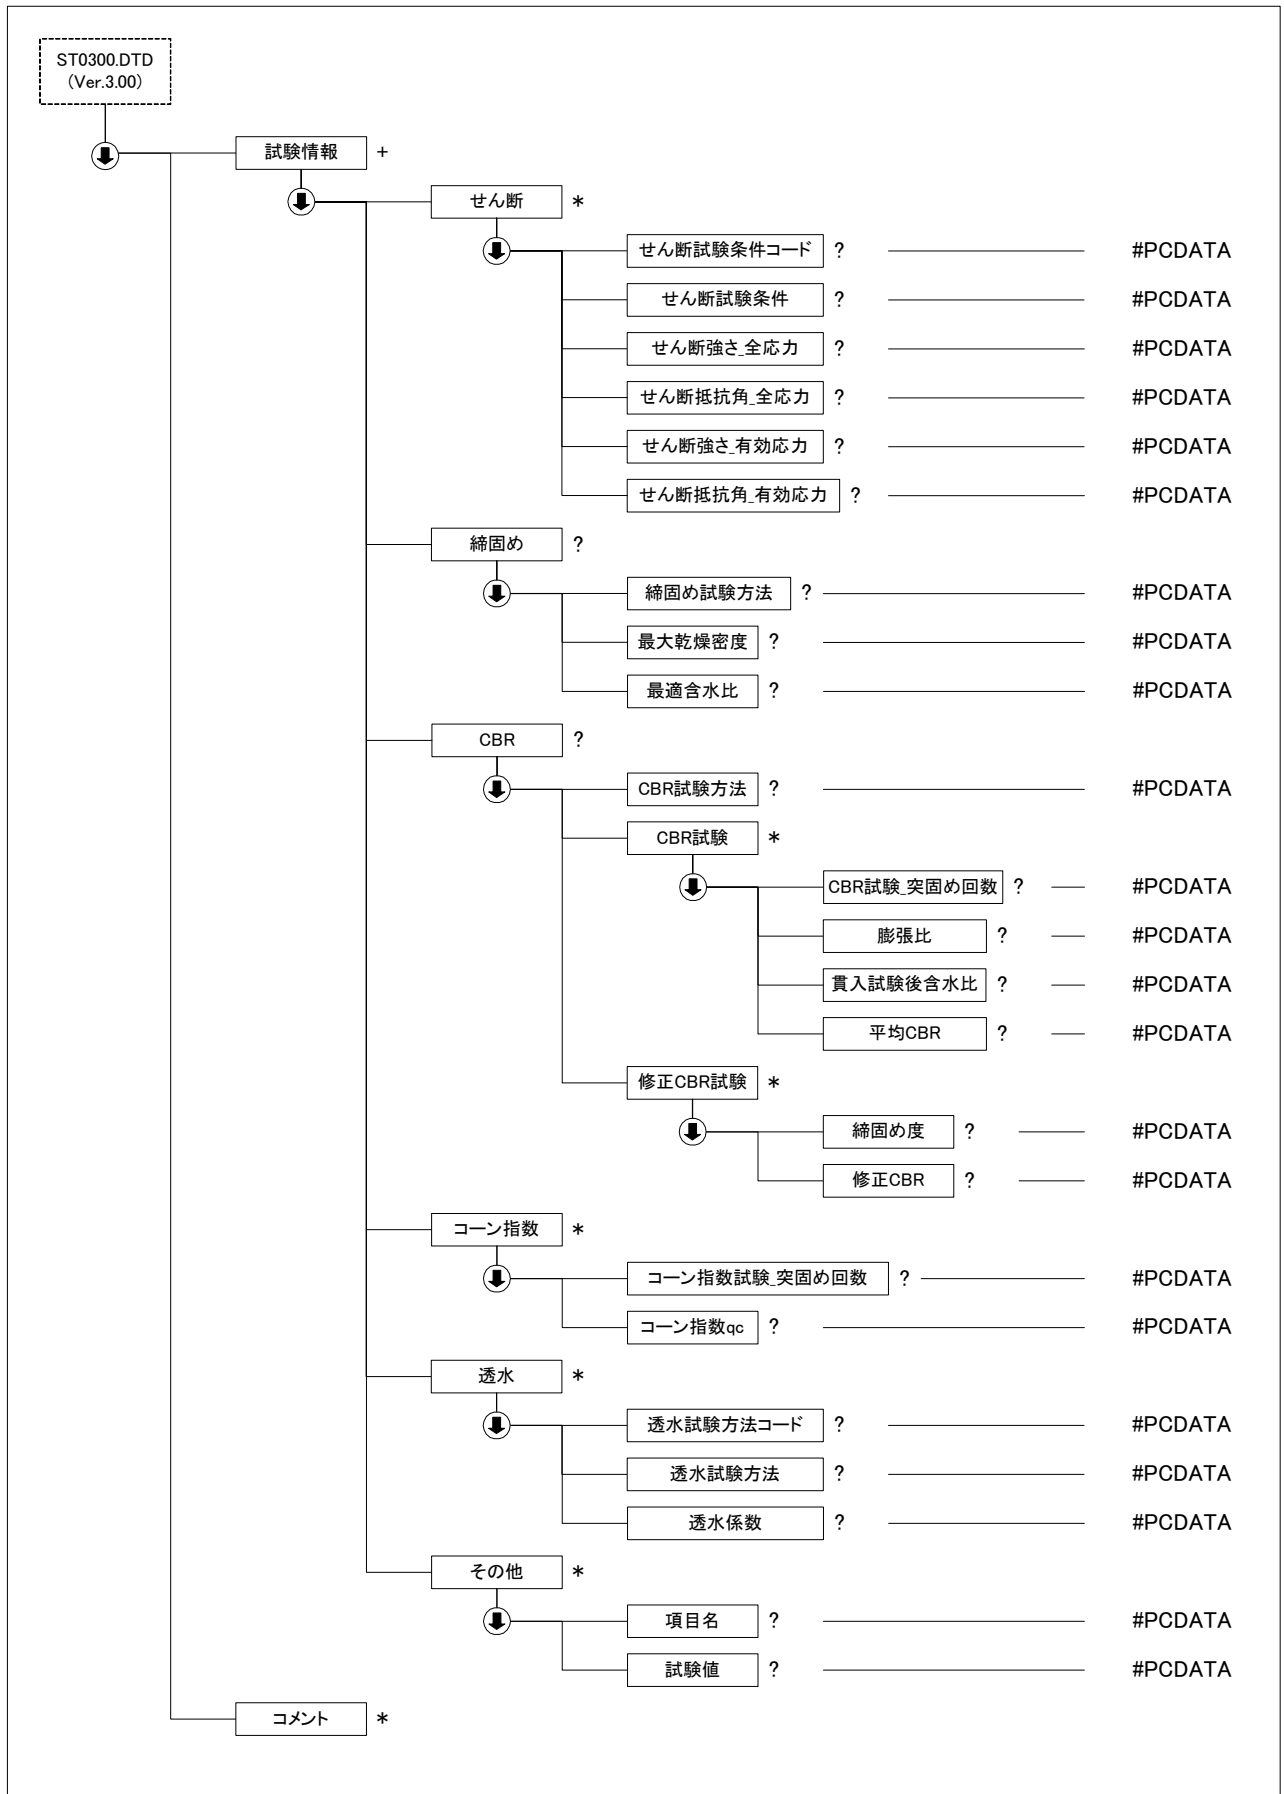 ST0300.DTD
(Ver.3.00)
試験情報 +
せん断 *
せん断試験条件コード ? #PCDATA
せん断試験条件 ? #PCDATA
せん断強さ_全応力 ? #PCDATA
せん断抵抗角_全応力 ? #PCDATA
せん断強さ_有効応力 ? #PCDATA
せん断抵抗角_有効応力 ? #PCDATA
締固め ?
締固め試験方法 ? #PCDATA
最大乾燥密度 ? #PCDATA
最適含水比 ? #PCDATA
CBR ?
CBR試験方法 ? #PCDATA
CBR試験 *
CBR試験_突固め回数 ? #PCDATA
膨張比 ? #PCDATA
貫入試験後含水比 ? #PCDATA
平均CBR ? #PCDATA
修正CBR試験 *
締固め度 ? #PCDATA
修正CBR ? #PCDATA
コーン指数 *
コーン指数試験_突固め回数 ? #PCDATA
コーン指数qc ? #PCDATA
透水 *
透水試験方法コード ? #PCDATA
透水試験方法 ? #PCDATA
透水係数 ? #PCDATA
その他 *
項目名 ? #PCDATA
試験値 ? #PCDATA
コメント *